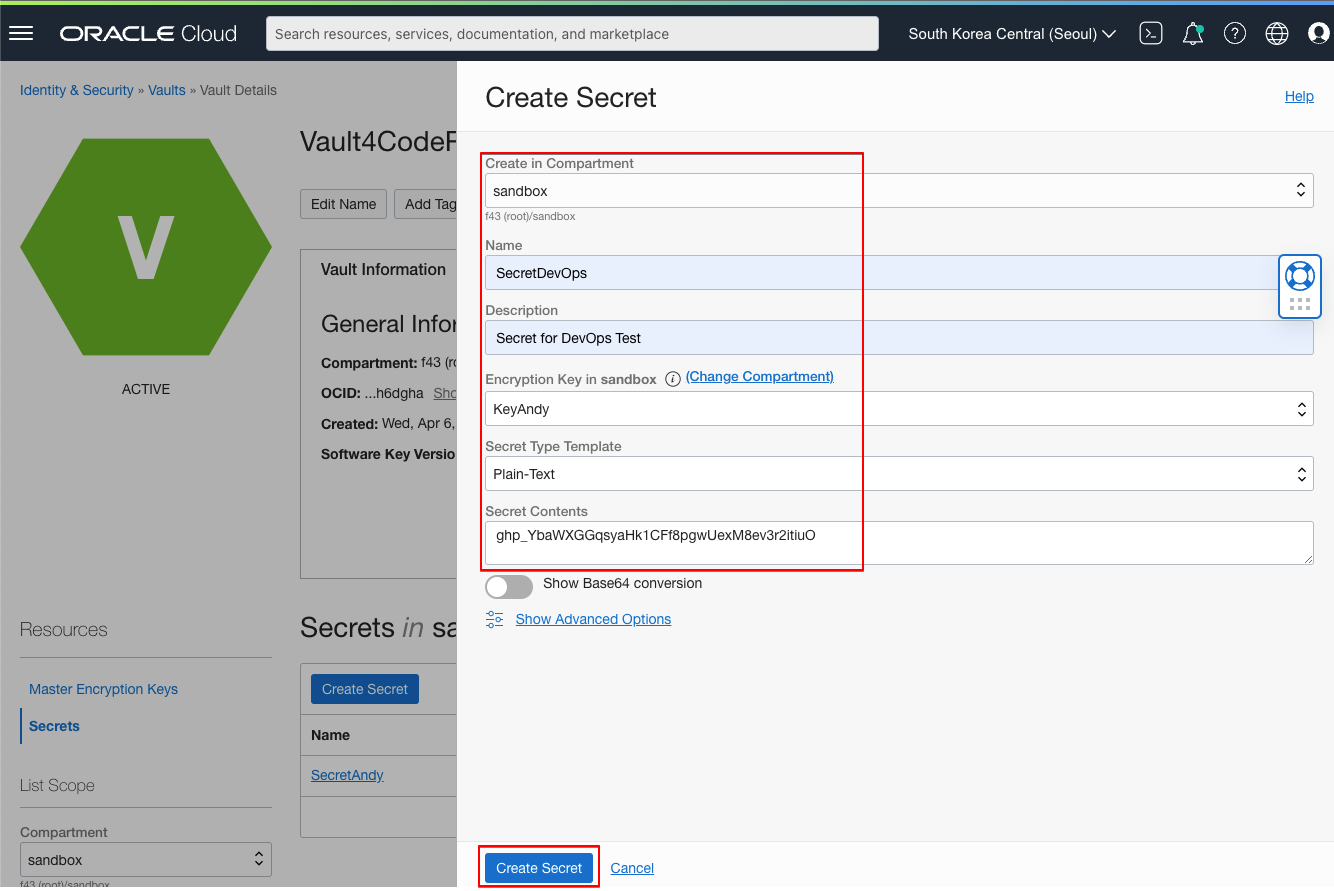 ORACLE Cloud
Search resources, services, documentation, and marketplace
South Korea Central (Seoul)
Identity & Security » Vaults » Vault Details
V
ACTIVE
Vault4CodeR
Edit Name
Add Tag
Vault Information
General Infor
Compartment: f43 (ro
OCID: ...h6dgha Sho
Created: Wed, Apr 6,
Software Key Versio
Resources
Master Encryption Keys
Secrets
List Scope
Compartment
sandbox
f43 (root)/sandbox
Secrets in sa
Create Secret
Name
SecretAndy
Create Secret
Help
Create in Compartment
sandbox
f43 (root)/sandbox
Name
SecretDevOps
Description
Secret for DevOps Test
Encryption Key in sandbox i (Change Compartment)
KeyAndy
Secret Type Template
Plain-Text
Secret Contents
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
Show Base64 conversion
Show Advanced Options
Create Secret
Cancel